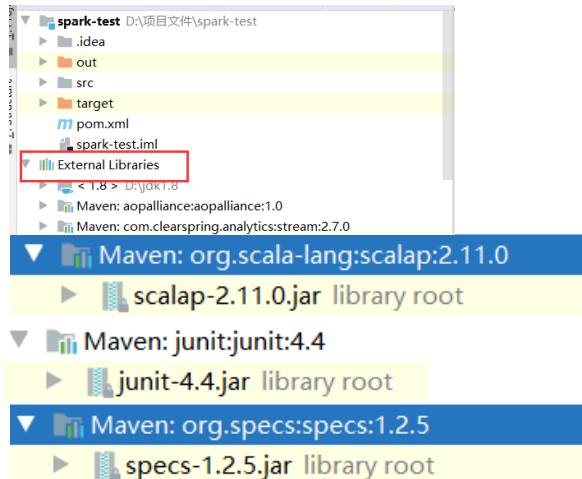 spark-test D:\项目文件\spark-test
.idea
out
src
target
pom.xml
spark-test.iml
External Libraries
< 1.8 > D:\jdk1.8
Maven: aopalliance:aopalliance:1.0
Maven: com.clearspring.analytics:stream:2.7.0
Maven: org.scala-lang:scalap:2.11.0
scalap-2.11.0.jar library root
Maven: junit:junit:4.4
junit-4.4.jar library root
Maven: org.specs:specs:1.2.5
specs-1.2.5.jar library root